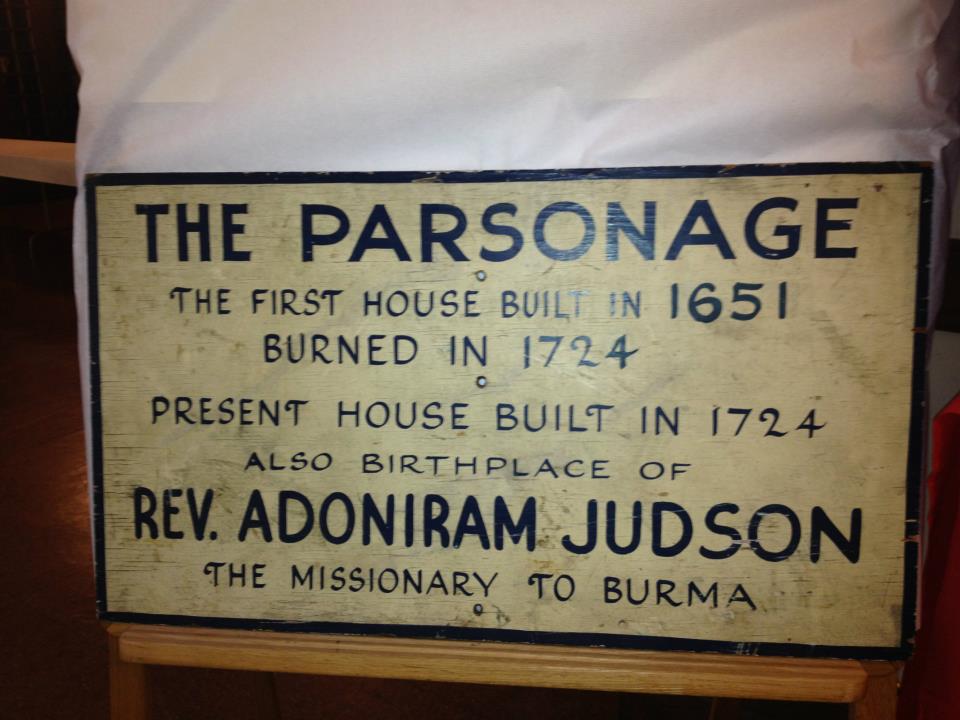 THE PARSONAGE
THE FIRST HOUSE BUILT IN 1651
BURNED IN 1724
PRESENT HOUSE BUILT IN 1724
ALSO BIRTHPLACE OF
REV. ADONIRAM JUDSON
THE MISSIONARY TO BURMA